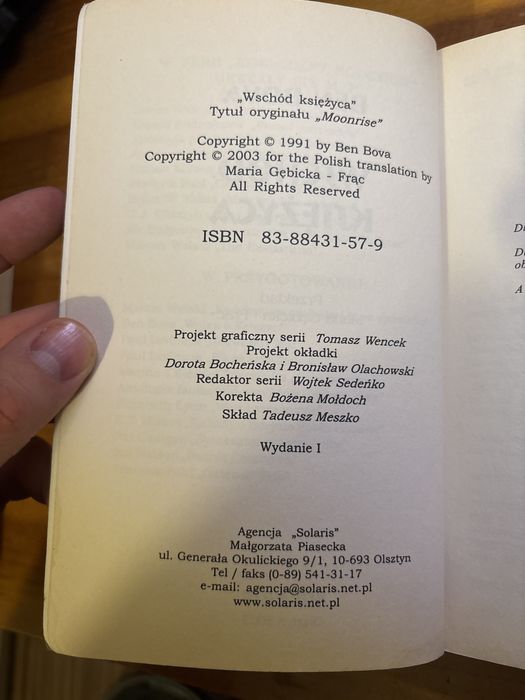 „Wschód księżyca”
Tytuł oryginału „Moonrise”
Copyright © 1991 by Ben Bova
Copyright © 2003 for the Polish translation by
Maria Gębicka - Frąc
All Rights Reserved
ISBN 83-88431-57-9
Projekt graficzny serii Tomasz Wencek
Projekt okładki
Dorota Bocheńska i Bronisław Olachowski
Redaktor serii Wojtek Sedeńko
Korekta Bożena Mołdoch
Skład Tadeusz Meszko
Wydanie I
Agencja „Solaris”
Małgorzata Piasecka
ul. Generała Okulickiego 9/1, 10-693 Olsztyn
Tel / faks (0-89) 541-31-17
e-mail: agencja@solaris.net.pl
www.solaris.net.pl